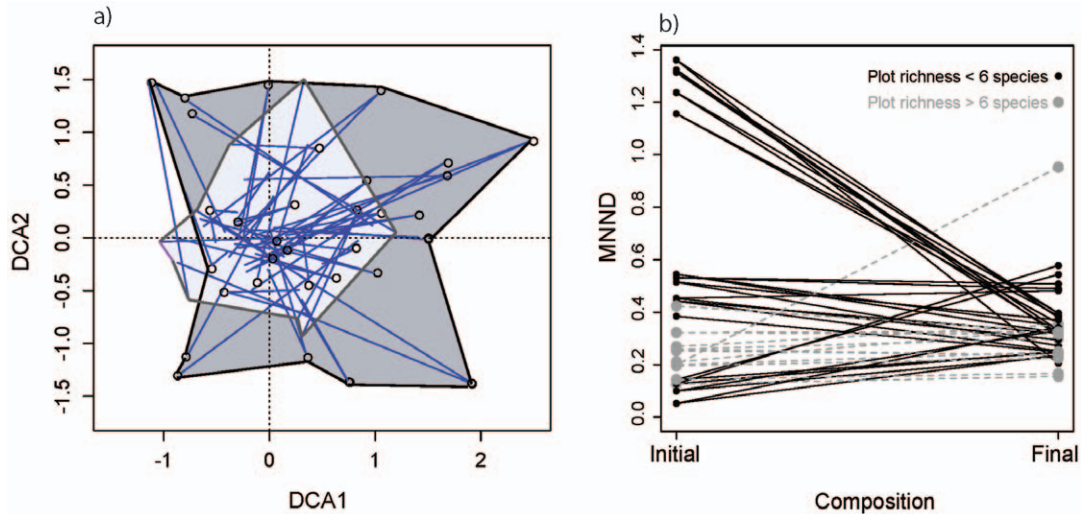 a)
1.5
1.0
0.5
0.0
-0.5
-1.0
-1.5
DCA2
-1
0
1
2
DCA1
b)
1.4
1.2
1.0
0.8
0.6
0.4
0.2
0.0
MNND
Plot richness < 6 species
Plot richness > 6 species
Initial
Final
Composition